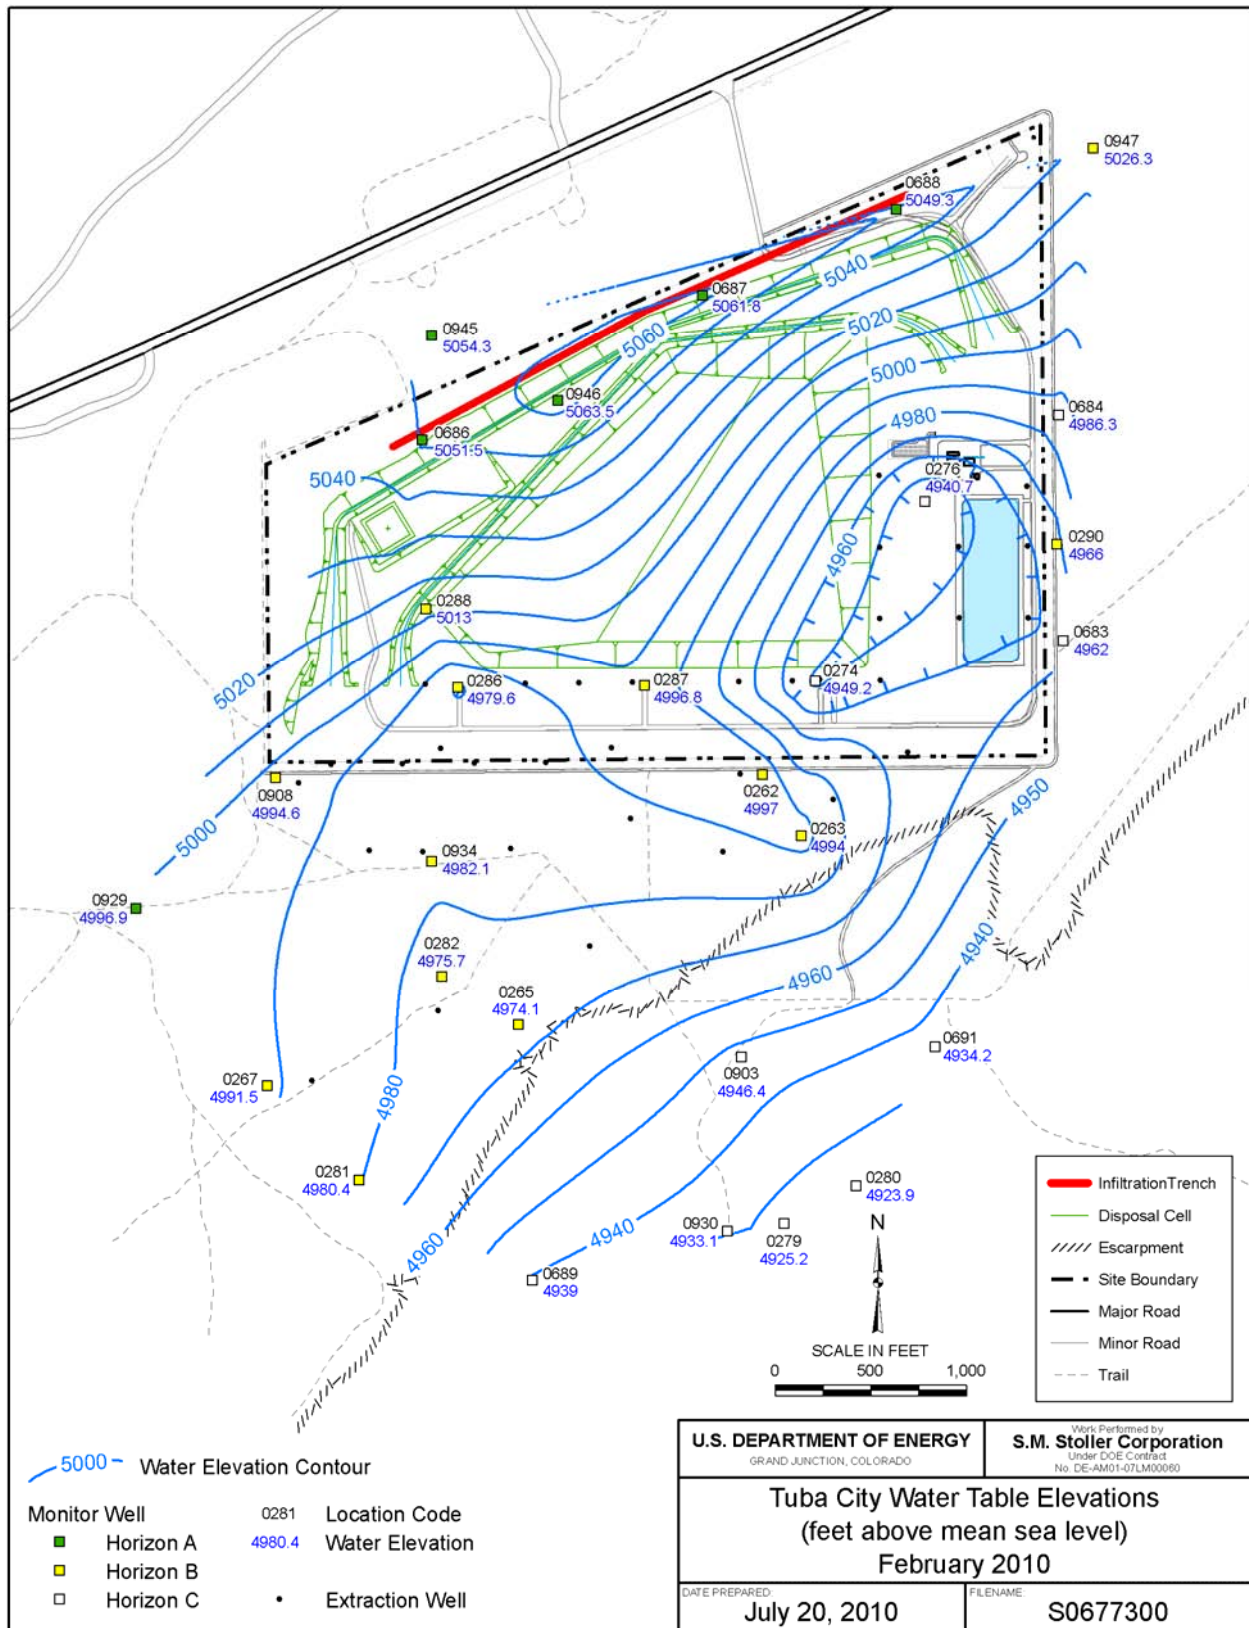 0947
5026.3
0688
5049.3
5040
0687
5061.8
5020
0945
5054.3
5060
5000
0946
5063.5
4980
0684
4986.3
0686
5051.5
5040
0276
4940.7
0290
4966
4960
0288
5013
0683
4962
5020
0286
4979.6
0287
4996.8
0274
4949.2
0908
4994.6
0262
4997
4950
5000
0263
4994
0934
4982.1
0929
4996.9
4940
0282
4975.7
4960
0265
4974.1
0691
4934.2
0903
4946.4
0267
4991.5
4980
0281
4980.4
0280
4923.9
4960
4940
0930
4933.1
0279
4925.2
0689
4939
N
SCALE IN FEET
0 500 1,000
InfiltrationTrench
Disposal Cell
Escarpment
Site Boundary
Major Road
Minor Road
Trail
5000 Water Elevation Contour
Monitor Well
Horizon A
Horizon B
Horizon C
0281 Location Code
4980.4 Water Elevation
Extraction Well
U.S. DEPARTMENT OF ENERGY
GRAND JUNCTION, COLORADO
Work Performed by
S.M. Stoller Corporation
Under DOE Contract
No. DE-AM01-07LM00060
Tuba City Water Table Elevations
(feet above mean sea level)
February 2010
DATE PREPARED:
July 20, 2010
FILENAME:
S0677300